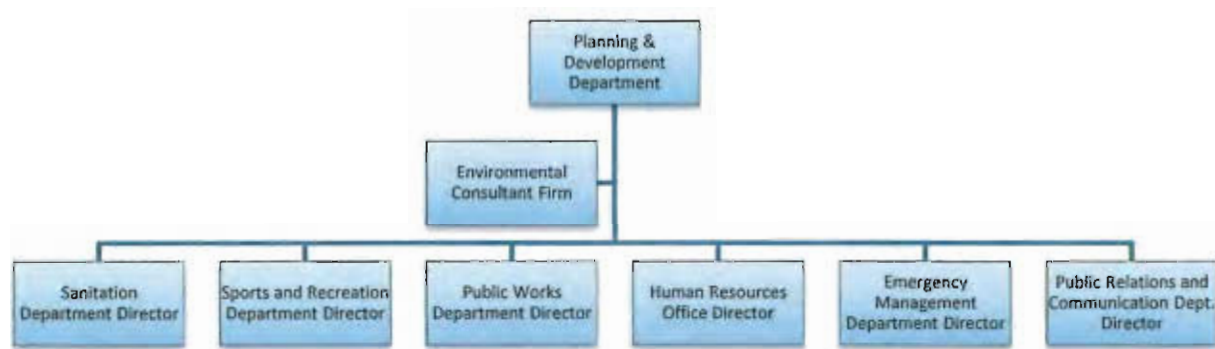 Planning &
Development
Department
Environmental
Consultant Firm
Sanitation
Department Director
Sports and Recreation
Department Director
Public Works
Department Director
Human Resources
Office Director
Emergency
Management
Department Director
Public Relations and
Communication Dept.
Director